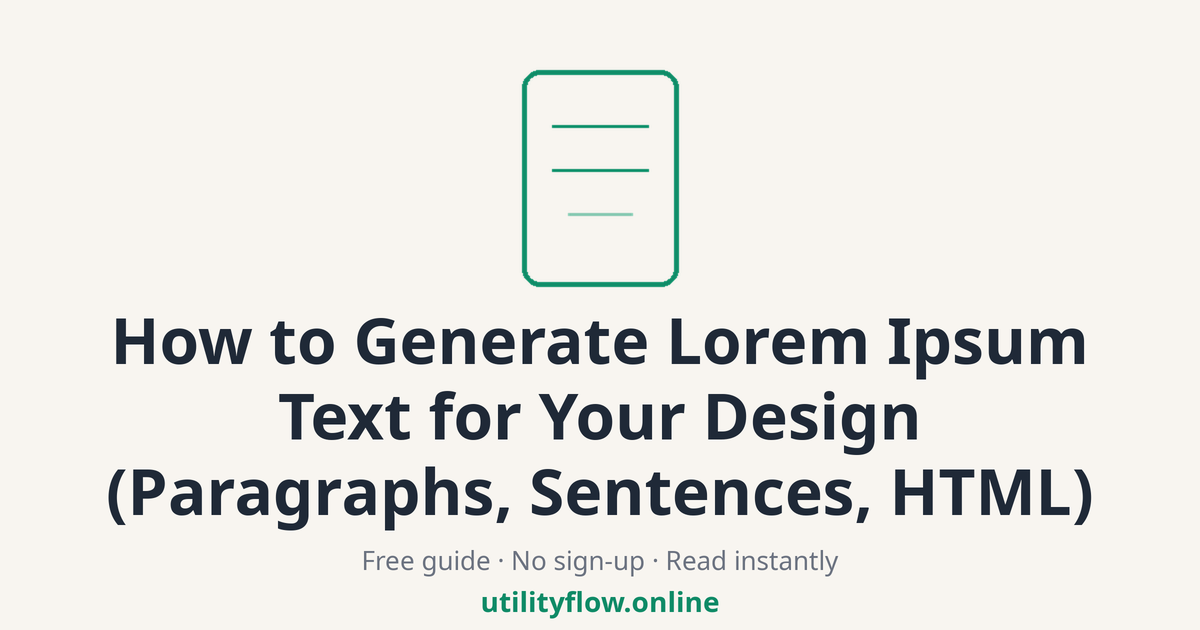 How to Generate Lorem Ipsum
Text for Your Design
(Paragraphs, Sentences, HTML)
Free guide · No sign-up · Read instantly
utilityflow.online